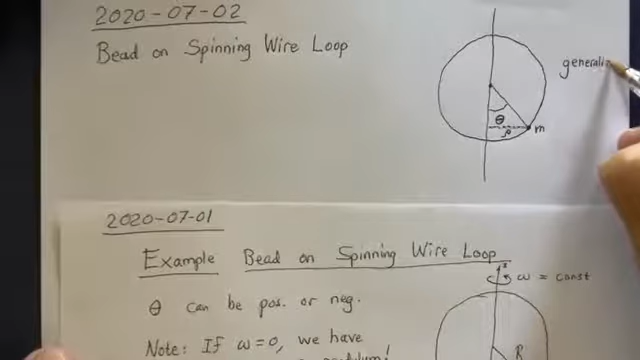 2020-07-02
Bead on Spinning Wire Loop
generaliz
θ
ρ
m
2020-07-01
Example Bead on Spinning Wire Loop
z
ω = const
θ can be pos. or neg.
Note: If ω=0, we have
R